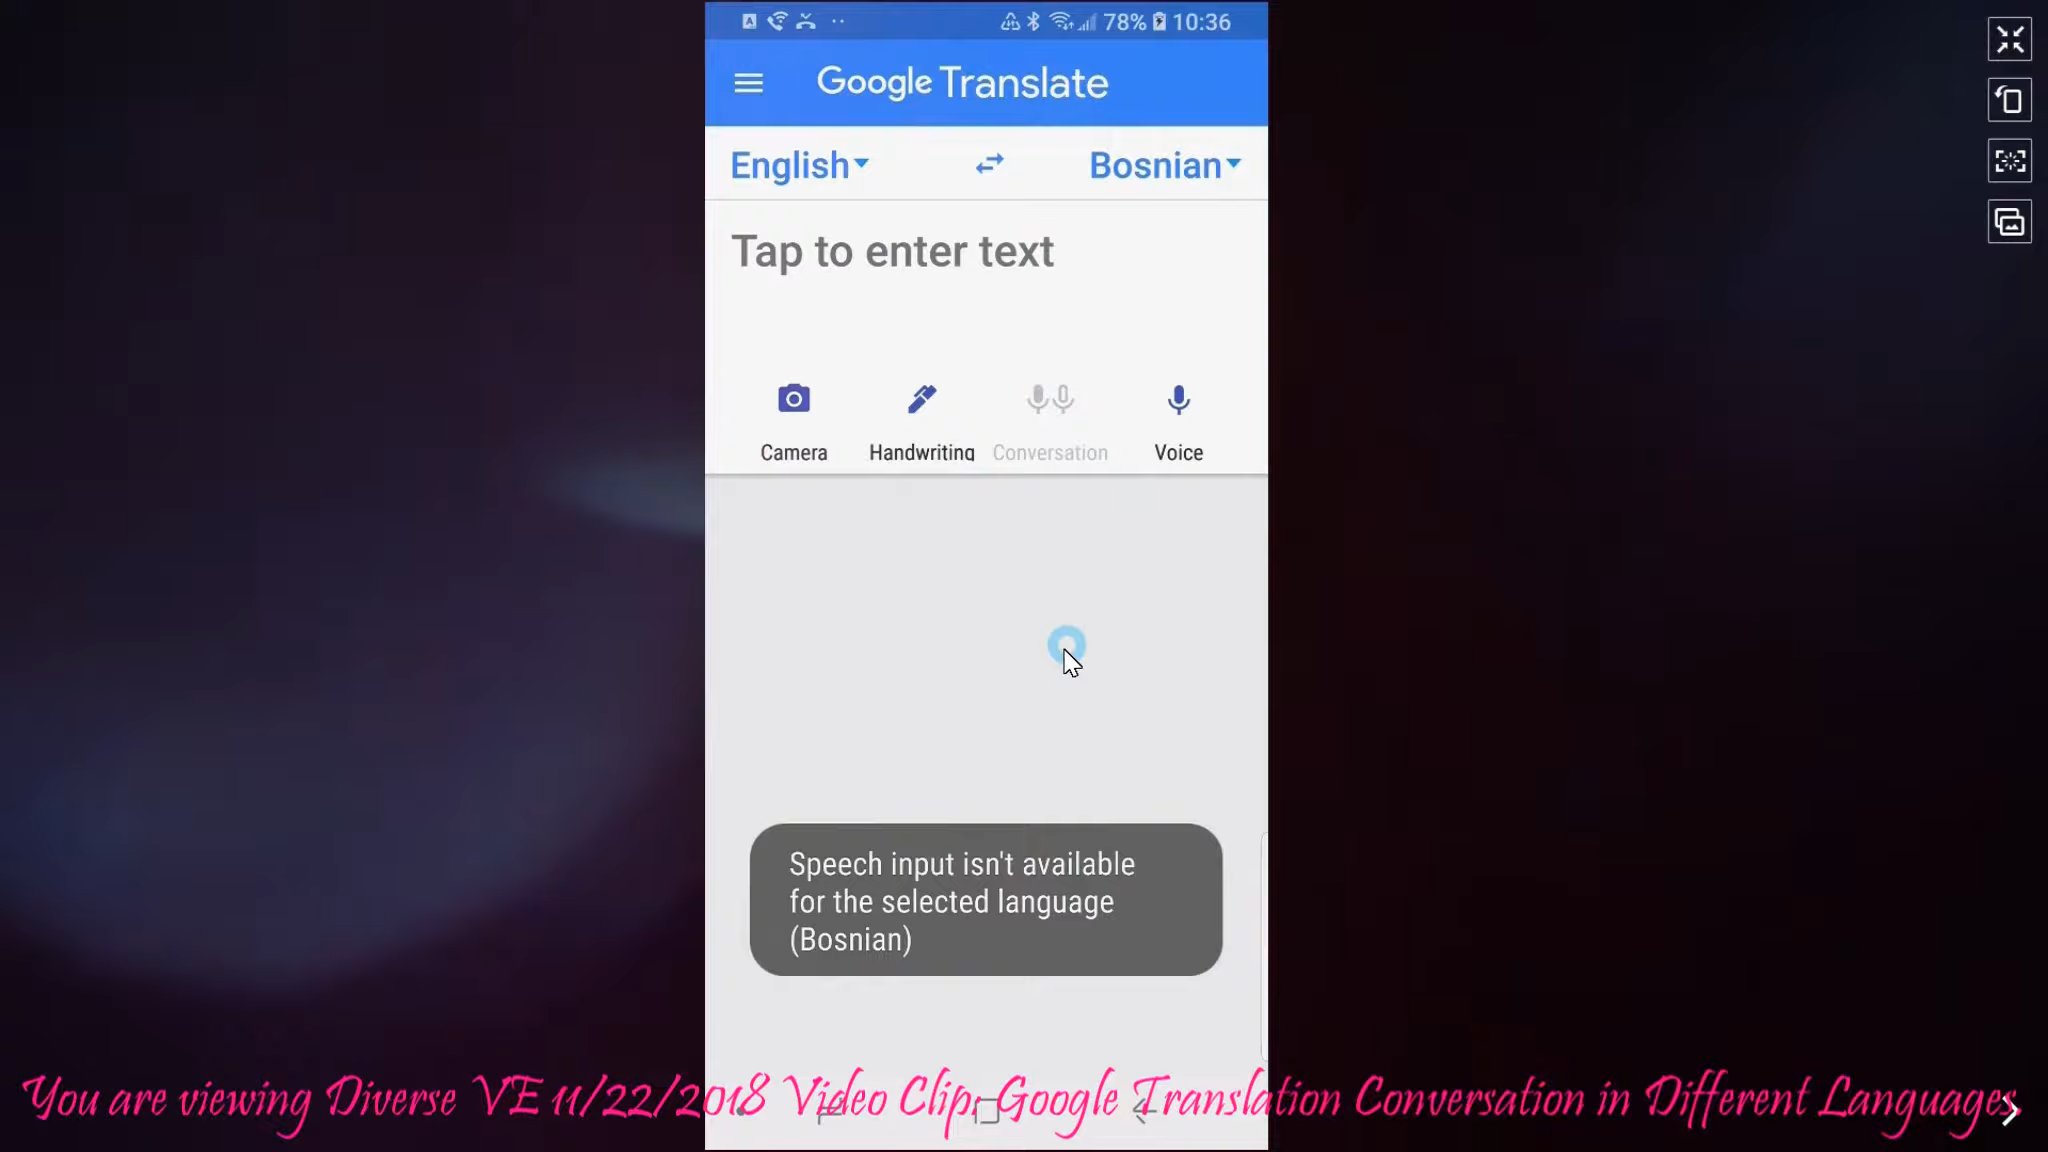 78% 10:36
Google Translate
English Bosnian
Tap to enter text
Camera Handwriting Conversation Voice
Speech input isn't available
for the selected language
(Bosnian)
You are viewing Diverse VE 11/22/2018 Video Clip: Google Translation Conversation in Different Languages.